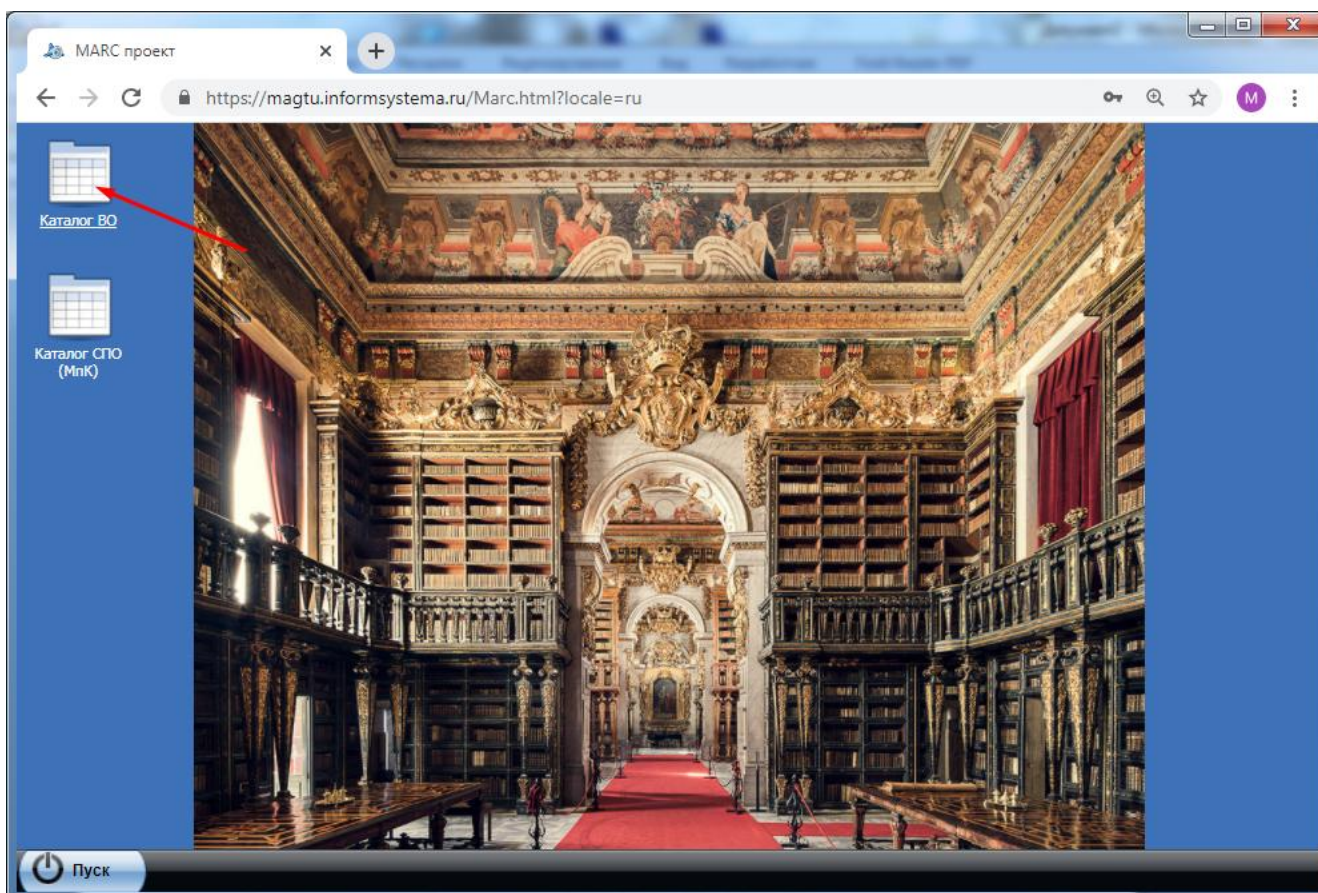 MARC проект
https://magtu.informsystema.ru/Marc.html?locale=ru
M
Каталог ВО
Каталог СПО
(МпК)
Пуск